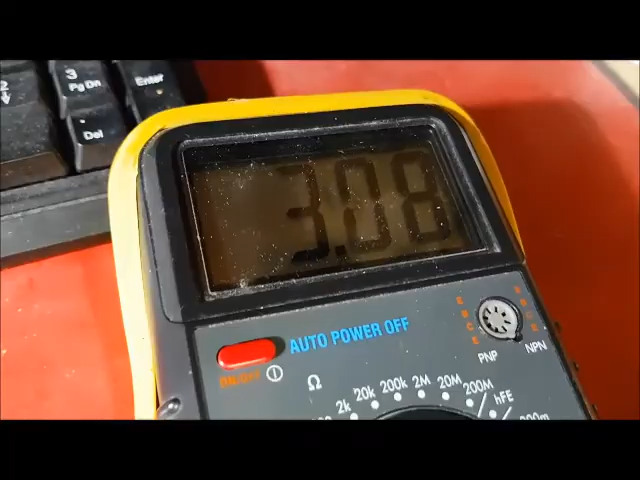 3
Pg Dn
Enter
2
Del
3.08
AUTO POWER OFF
ON/OFF
PNP
NPN
E
B
C
E
Ω
2k 20k 200k 2M 20M 200M
hFE